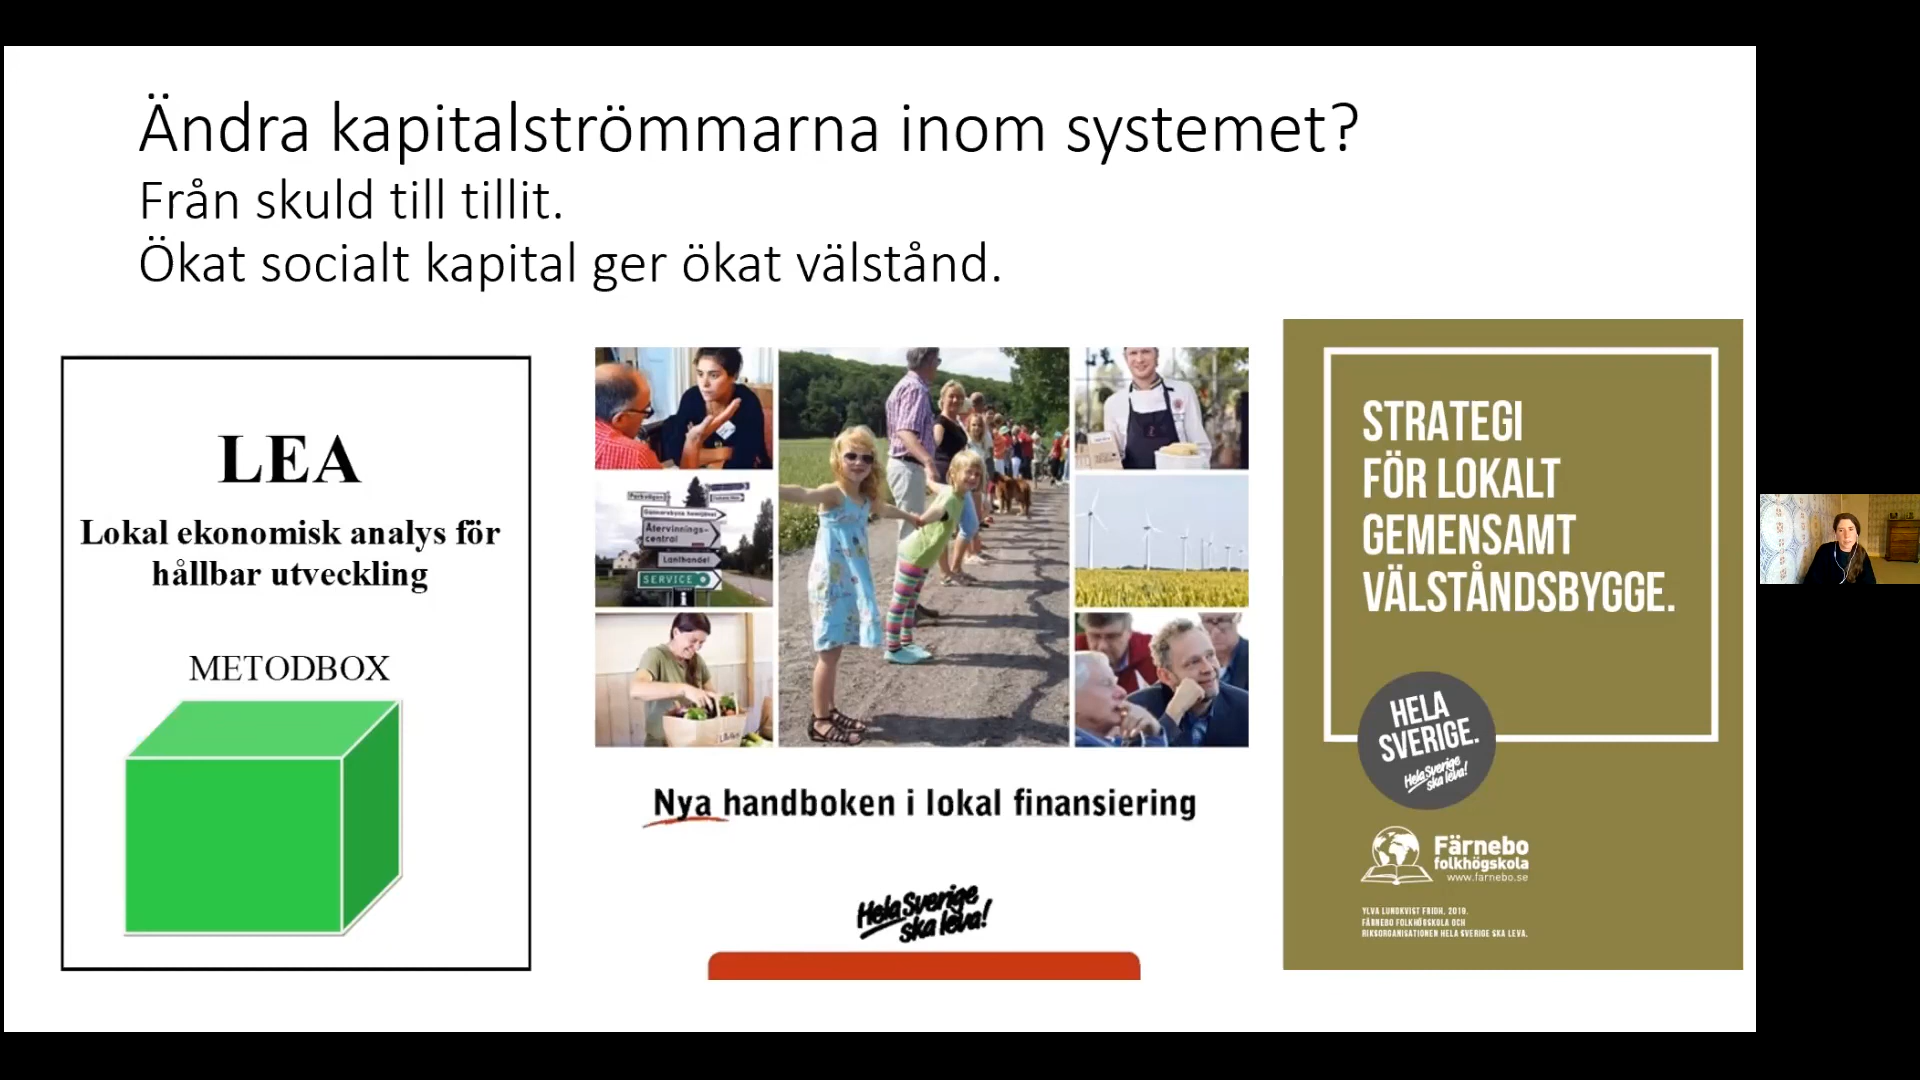 Ändra kapitalströmmarna inom systemet?
Från skuld till tillit.
Ökat socialt kapital ger ökat välstånd.
LEA
Lokal ekonomisk analys för
hållbar utveckling
METODBOX
Återvinnings-
central
Lanthandel
SERVICE
Nya handboken i lokal finansiering
Hela Sverige
ska leva!
STRATEGI
FÖR LOKALT
GEMENSAMT
VÄLSTÅNDSBYGGE.
HELA
SVERIGE.
Hela Sverige
ska leva!
Färnebo
folkhögskola
www.farnebo.se
YLVA LUNDKVIST FRIDH, 2019.
FÄRNEBO FOLKHÖGSKOLA OCH
RIKSORGANISATIONEN HELA SVERIGE SKA LEVA.